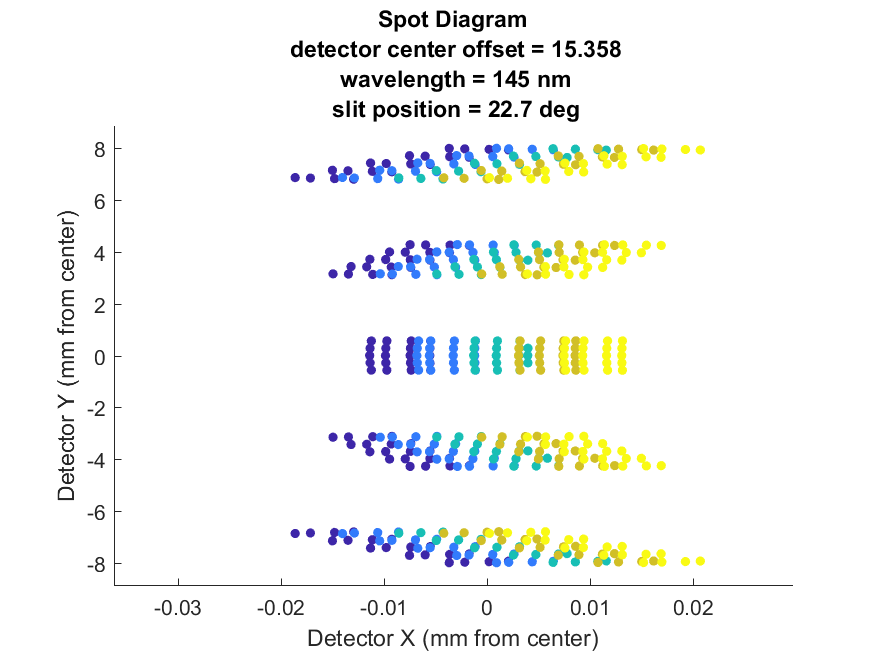 Spot Diagram
detector center offset = 15.358
wavelength = 145 nm
slit position = 22.7 deg
8
6
4
2
0
-2
-4
-6
-8
Detector Y (mm from center)
-0.03 -0.02 -0.01 0 0.01 0.02
Detector X (mm from center)